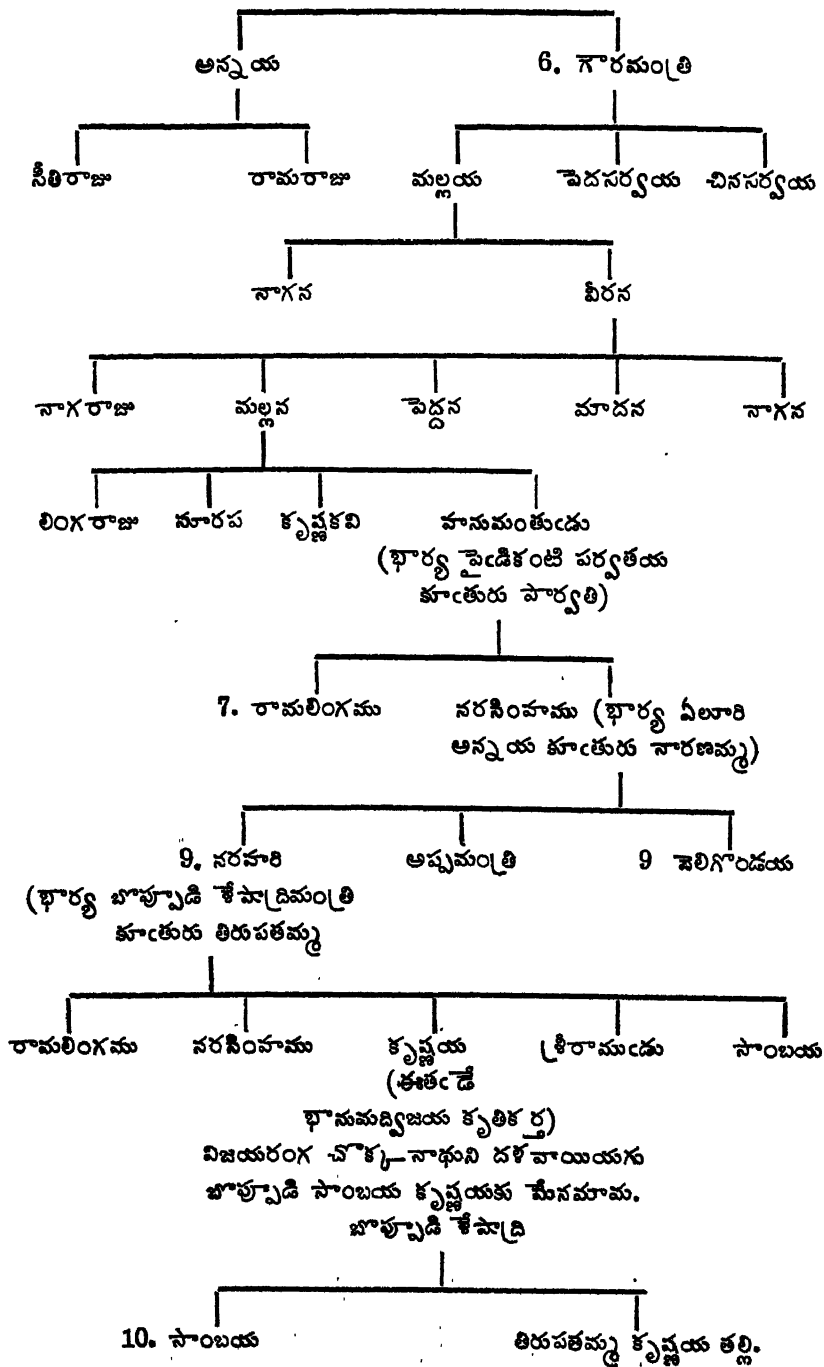 అన్నయ 6. గౌరమంత్రి
సీతిరాజు రామరాజు మల్లయ పెదసర్వయ చినసర్వయ
నాగన వీరన
నాగరాజు మల్లన పెద్దన మాదన నాగన
లింగరాజు నూరప కృష్ణకవి హనుమంతుఁడు
(భార్య పైఁడికంటి పర్వతయ
కూఁతురు పార్వతి)
7. రామలింగము నరసింహము (భార్య ఏలూరి
అన్నయ కూఁతురు నారణమ్మ)
9. నరహరి అప్పమంత్రి 9 వెలిగొండయ
(భార్య బొప్పూడి శేషాద్రిమంత్రి
కూఁతురు తిరుపతమ్మ
రామలింగము నరసింహము కృష్ణయ శ్రీరాముఁడు సాంబయ
(ఈతఁడే
భానుమద్విజయ కృతికర్త)
విజయరంగ చొక్కనాథుని దళవాయియగు
బొప్పూడి సాంబయ కృష్ణయకు మేనమామ.
బొప్పూడి శేషాద్రి
10. సాంబయ తిరుపతమ్మ కృష్ణయ తల్లి.